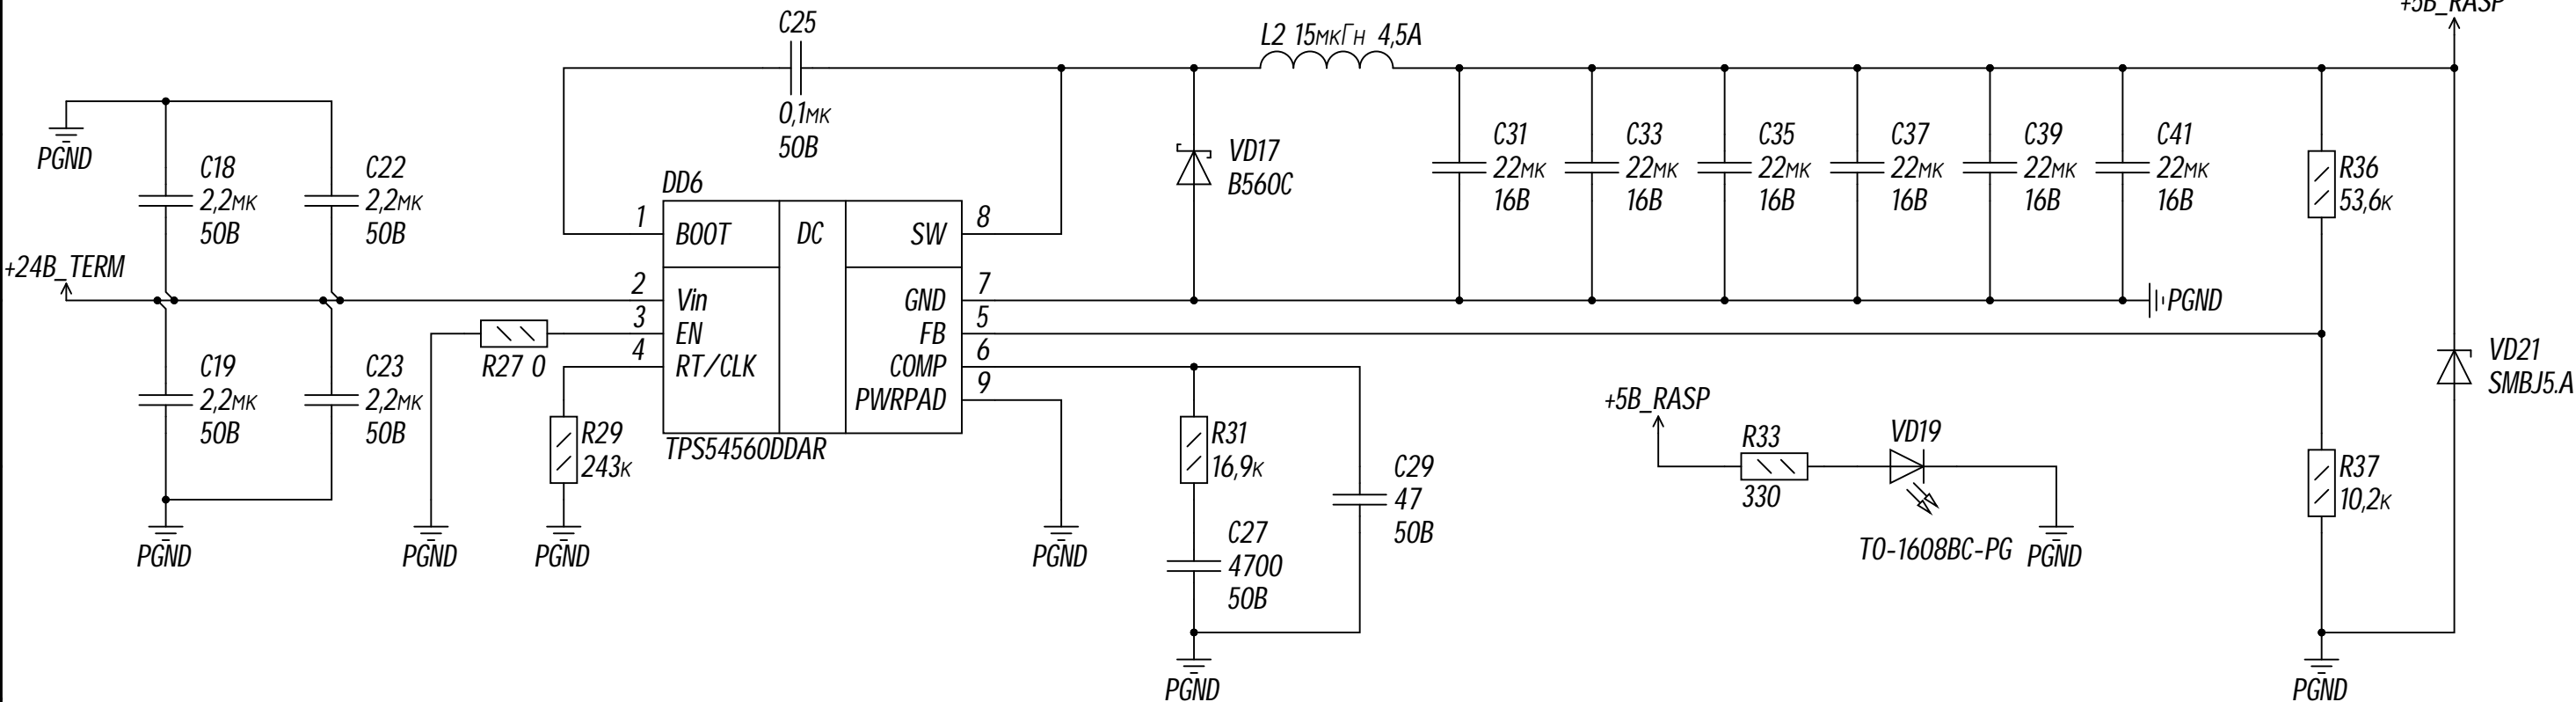 +5В_RASP
C25
0,1мк
50В
L2 15мкГн 4,5А
PGND
C18
2,2мк
50В
C22
2,2мк
50В
+24В_TERM
C19
2,2мк
50В
C23
2,2мк
50В
PGND
R27 0
PGND
R29
243к
PGND
DD6
1
BOOT
DC
SW
8
2
Vin
GND
7
3
EN
FB
5
4
RT/CLK
COMP
6
PWRPAD
9
TPS54560DDAR
PGND
VD17
B560C
C31
22мк
16В
C33
22мк
16В
C35
22мк
16В
C37
22мк
16В
C39
22мк
16В
C41
22мк
16В
PGND
R36
53,6к
R31
16,9к
C27
4700
50В
C29
47
50В
PGND
+5В_RASP
R33
330
VD19
TO-1608BC-PG
PGND
R37
10,2к
VD21
SMBJ5.A
PGND